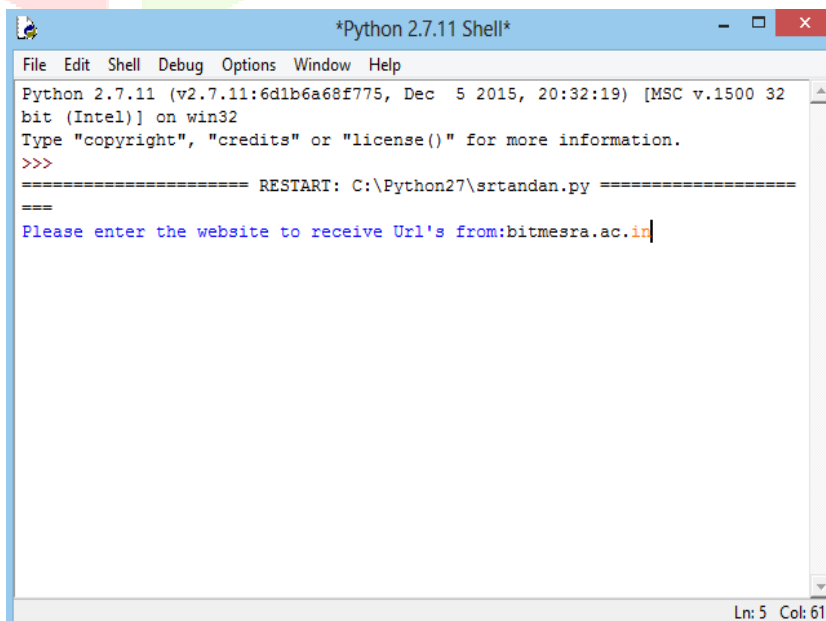 *Python 2.7.11 Shell*
File Edit Shell Debug Options Window Help
Python 2.7.11 (v2.7.11:6d1b6a68f775, Dec  5 2015, 20:32:19) [MSC v.1500 32
bit (Intel)] on win32
Type "copyright", "credits" or "license()" for more information.
>>>
====================== RESTART: C:\Python27\srtandan.py ===================
===
Please enter the website to receive Url's from:bitmesra.ac.in
Ln: 5 Col: 61